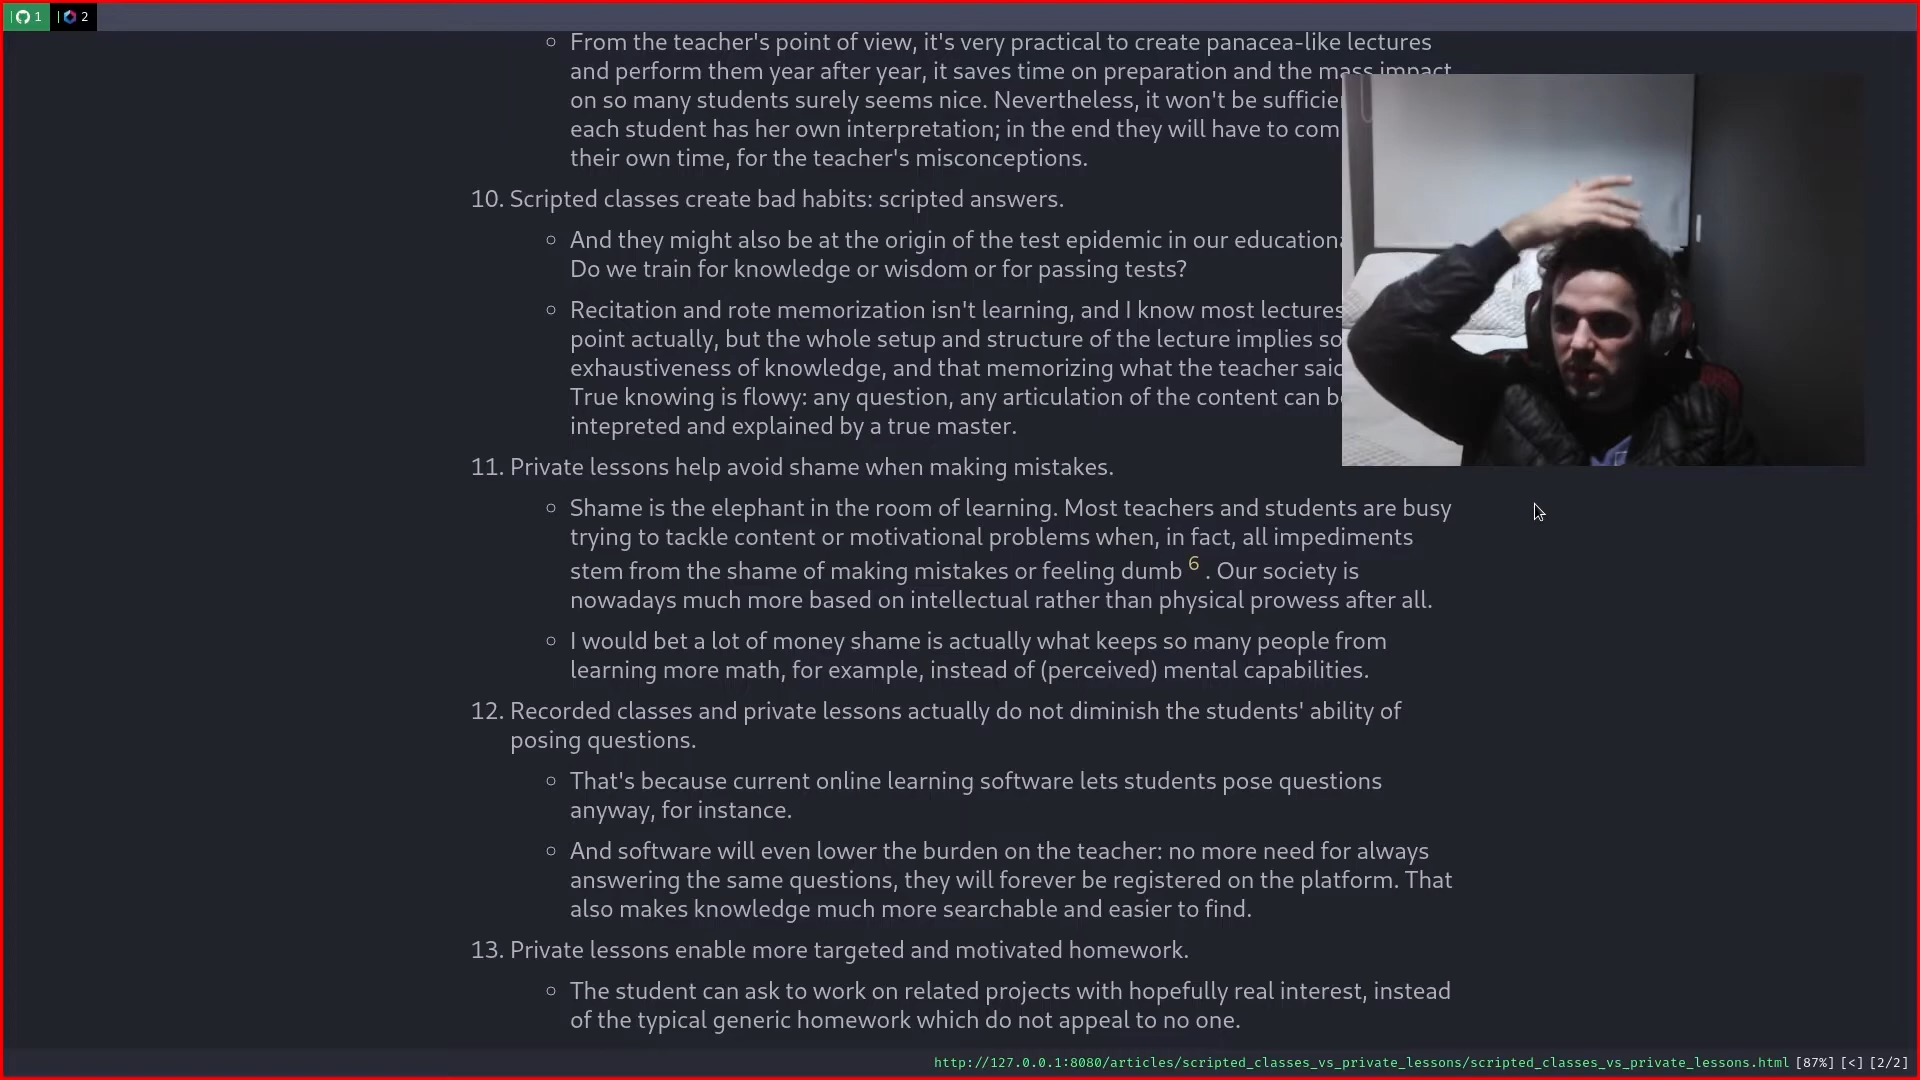 1 2
From the teacher's point of view, it's very practical to create panacea-like lectures
and perform them year after year, it saves time on preparation and the mass impact
on so many students surely seems nice. Nevertheless, it won't be
each student has her own interpretation; in the end they will have to
their own time, for the teacher's misconceptions.
10. Scripted classes create bad habits: scripted answers.
And they might also be at the origin of the test epidemic in our
Do we train for knowledge or wisdom or for passing tests?
Recitation and rote memorization isn't learning, and I know most lectures
point actually, but the whole setup and structure of the lecture implies
exhaustiveness of knowledge, and that memorizing what the teacher
True knowing is flowy: any question, any articulation of the content can
intepreted and explained by a true master.
11. Private lessons help avoid shame when making mistakes.
Shame is the elephant in the room of learning. Most teachers and students are busy
trying to tackle content or motivational problems when, in fact, all impediments
stem from the shame of making mistakes or feeling dumb 6 . Our society is
nowadays much more based on intellectual rather than physical prowess after all.
I would bet a lot of money shame is actually what keeps so many people from
learning more math, for example, instead of (perceived) mental capabilities.
12. Recorded classes and private lessons actually do not diminish the students' ability of
posing questions.
That's because current online learning software lets students pose questions
anyway, for instance.
And software will even lower the burden on the teacher: no more need for always
answering the same questions, they will forever be registered on the platform. That
also makes knowledge much more searchable and easier to find.
13. Private lessons enable more targeted and motivated homework.
The student can ask to work on related projects with hopefully real interest, instead
of the typical generic homework which do not appeal to no one.
http://127.0.0.1:8080/articles/scripted_classes_vs_private_lessons/scripted_classes_vs_private_lessons.html [87%] [<] [2/2]